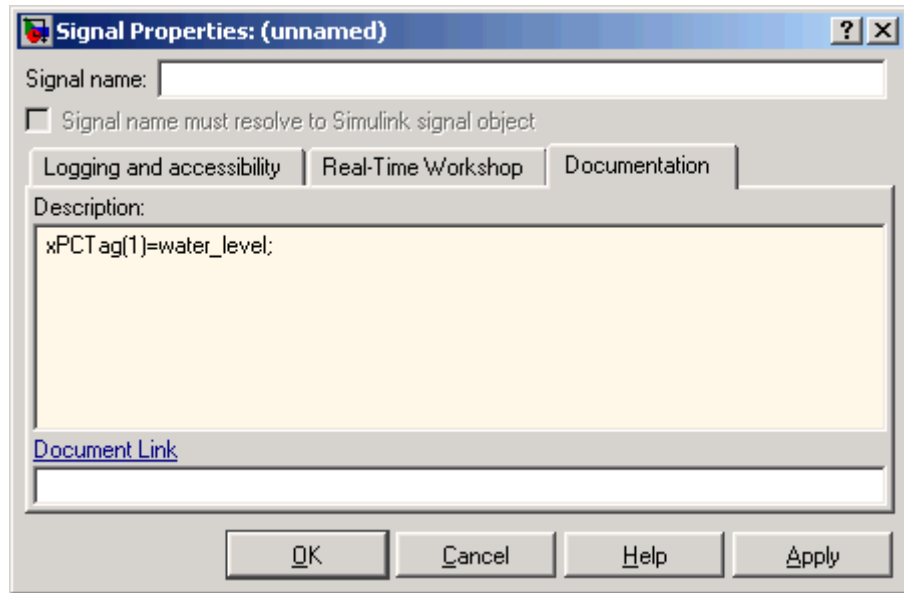 Signal Properties: (unnamed)
Signal name:
Signal name must resolve to Simulink signal object
Logging and accessibility Real-Time Workshop Documentation
Description:
xPCTag(1)=water_level;
Document Link
OK Cancel Help Apply